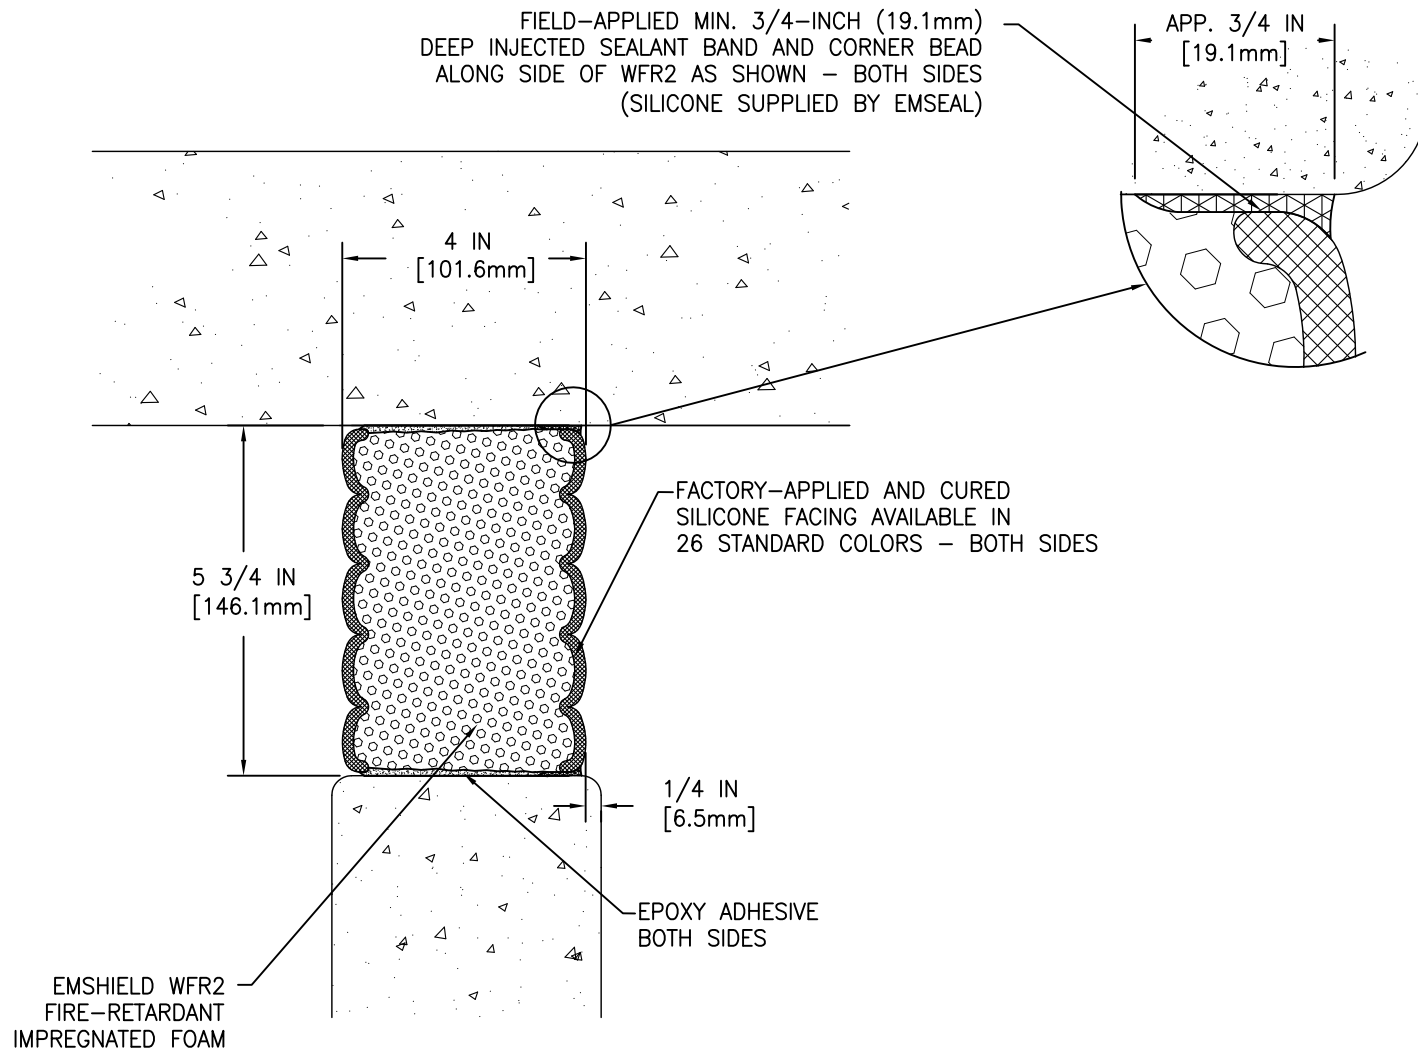 FIELD-APPLIED MIN. 3/4-INCH (19.1mm)
DEEP INJECTED SEALANT BAND AND CORNER BEAD
ALONG SIDE OF WFR2 AS SHOWN - BOTH SIDES
(SILICONE SUPPLIED BY EMSEAL)
APP. 3/4 IN
[19.1mm]
4 IN
[101.6mm]
FACTORY-APPLIED AND CURED
SILICONE FACING AVAILABLE IN
26 STANDARD COLORS - BOTH SIDES
5 3/4 IN
[146.1mm]
1/4 IN
[6.5mm]
EPOXY ADHESIVE
BOTH SIDES
EMSHIELD WFR2
FIRE-RETARDANT
IMPREGNATED FOAM